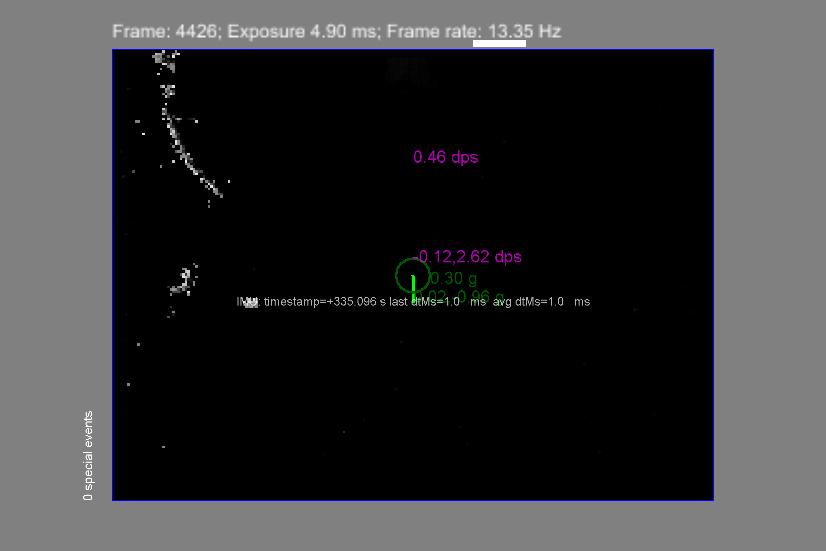 Frame: 4426; Exposure 4.90 ms; Frame rate: 13.35 Hz
0.46 dps
-0.12,2.62 dps
0.30 g
timestamp=+335.096 s last dtMs=1.0 ms avg dtMs=1.0 ms
0 special events